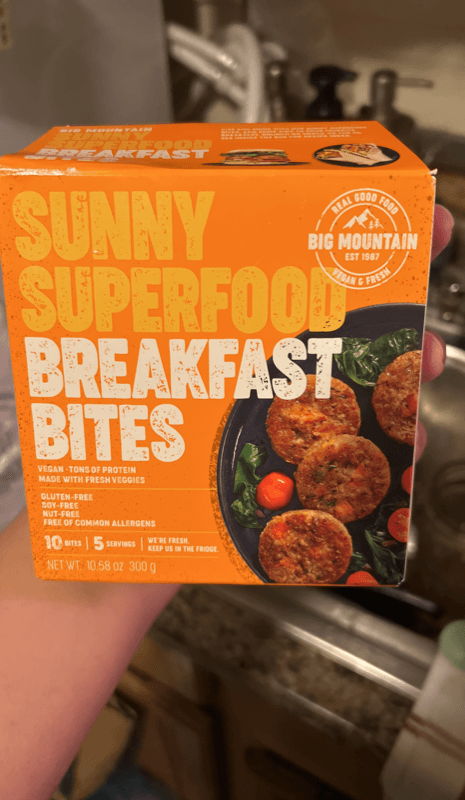 BIG MOUNTAIN
SUNNY
SUPERFOOD
BREAKFAST
SUNNY
SUPERFOOD
BREAKFAST
BITES
REAL GOOD FOOD
BIG MOUNTAIN
EST 1987
VEGAN & FRESH
VEGAN · TONS OF PROTEIN
MADE WITH FRESH VEGGIES
GLUTEN-FREE
SOY-FREE
NUT-FREE
FREE OF COMMON ALLERGENS
10 BITES | 5 SERVINGS | WE'RE FRESH.
KEEP US IN THE FRIDGE.
NET WT. 10.58 oz 300 g